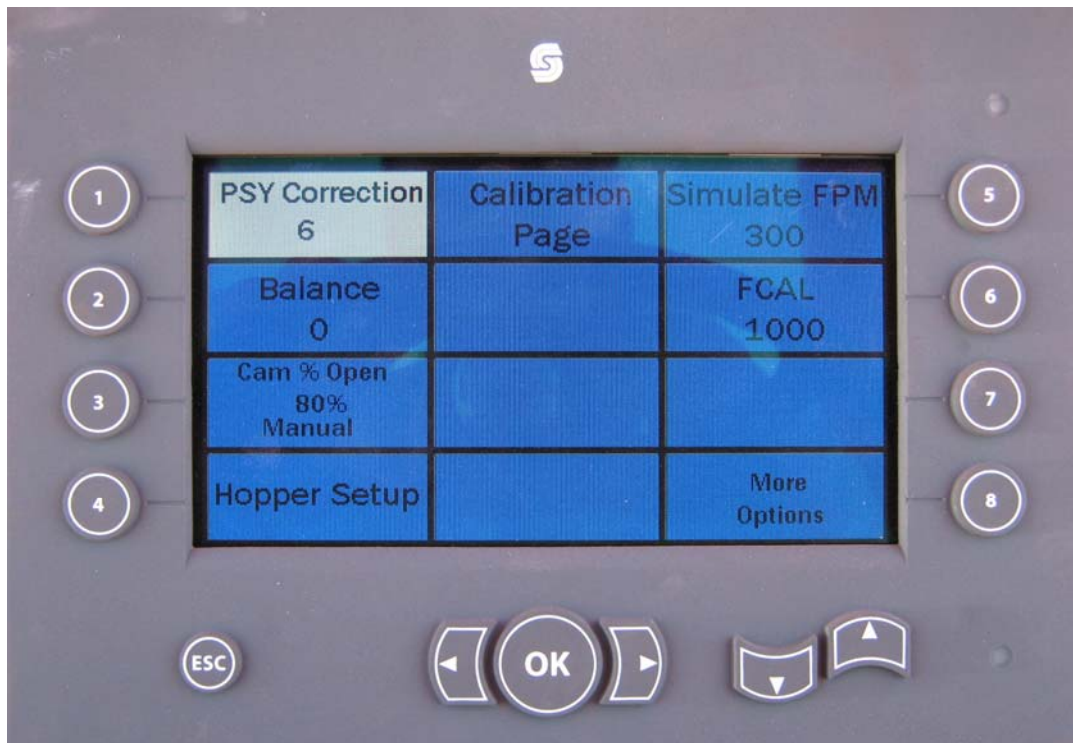 S
1
PSY Correction
6
Calibration
Page
Simulate FPM
300
5
2
Balance
0
FCAL
1000
6
3
Cam % Open
80%
Manual
7
4
Hopper Setup
More
Options
8
ESC
OK